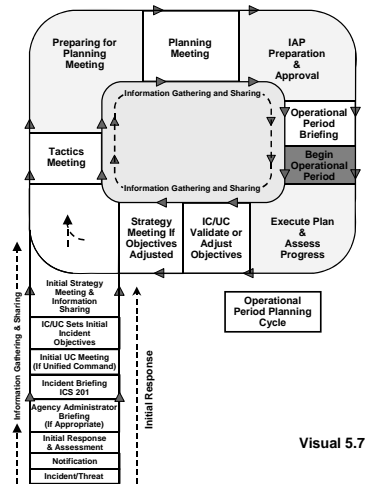 Preparing for
Planning
Meeting
Planning
Meeting
IAP
Preparation
&
Approval
Information Gathering and Sharing
Operational
Period
Briefing
Begin
Operational
Period
Tactics
Meeting
Information Gathering and Sharing
Strategy
Meeting If
Objectives
Adjusted
IC/UC
Validate or
Adjust
Objectives
Execute Plan
&
Assess
Progress
Initial Strategy
Meeting &
Information
Sharing
IC/UC Sets Initial
Incident
Objectives
Initial UC Meeting
(If Unified Command)
Incident Briefing
ICS 201
Agency Administrator
Briefing
(If Appropriate)
Initial Response
& Assessment
Notification
Incident/Threat
Information Gathering & Sharing
Initial Response
Operational
Period Planning
Cycle
Visual 5.7